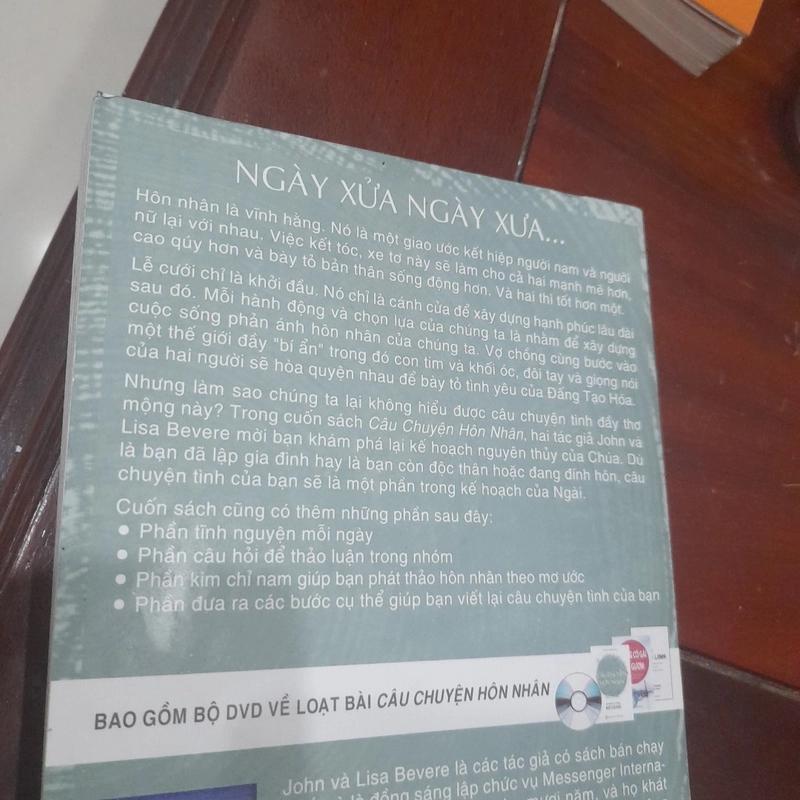 NGÀY XỬA NGÀY XƯA...
Hôn nhân là vĩnh hằng. Nó là một giao ước kết hiệp người nam và người
nữ lại với nhau. Việc kết tóc, xe tơ này sẽ làm cho cả hai mạnh mẽ hơn,
cao qúy hơn và bày tỏ bản thân sống động hơn. Và hai thì tốt hơn một.
Lễ cưới chỉ là khởi đầu. Nó chỉ là cánh cửa để xây dựng hạnh phúc lâu dài
sau đó. Mỗi hành động và chọn lựa của chúng ta là nhằm để xây dựng
cuộc sống phản ánh hôn nhân của chúng ta. Vợ chồng cùng bước vào
một thế giới đầy "bí ẩn" trong đó con tim và khối óc, đôi tay và giọng nói
của hai người sẽ hòa quyện nhau để bày tỏ tình yêu của Đấng Tạo Hóa.
Nhưng làm sao chúng ta lại không hiểu được câu chuyện tình đầy thơ
mộng này? Trong cuốn sách Câu Chuyện Hôn Nhân, hai tác giả John và
Lisa Bevere mời bạn khám phá lại kế hoạch nguyên thủy của Chúa. Dù
là bạn đã lập gia đình hay là bạn còn độc thân hoặc đang đính hôn, câu
chuyện tình của bạn sẽ là một phần trong kế hoạch của Ngài.
Cuốn sách cũng có thêm những phần sau đây:
• Phần tĩnh nguyện mỗi ngày
• Phần câu hỏi để thảo luận trong nhóm
• Phần kim chỉ nam giúp bạn phát thảo hôn nhân theo mơ ước
• Phần đưa ra các bước cụ thể giúp bạn viết lại câu chuyện tình của bạn
BAO GỒM BỘ DVD VỀ LOẠT BÀI CÂU CHUYỆN HÔN NHÂN
John và Lisa Bevere là các tác giả có sách bán chạy
là đồng sáng lập chức vụ Messenger Interna-
mươi năm, và họ khát